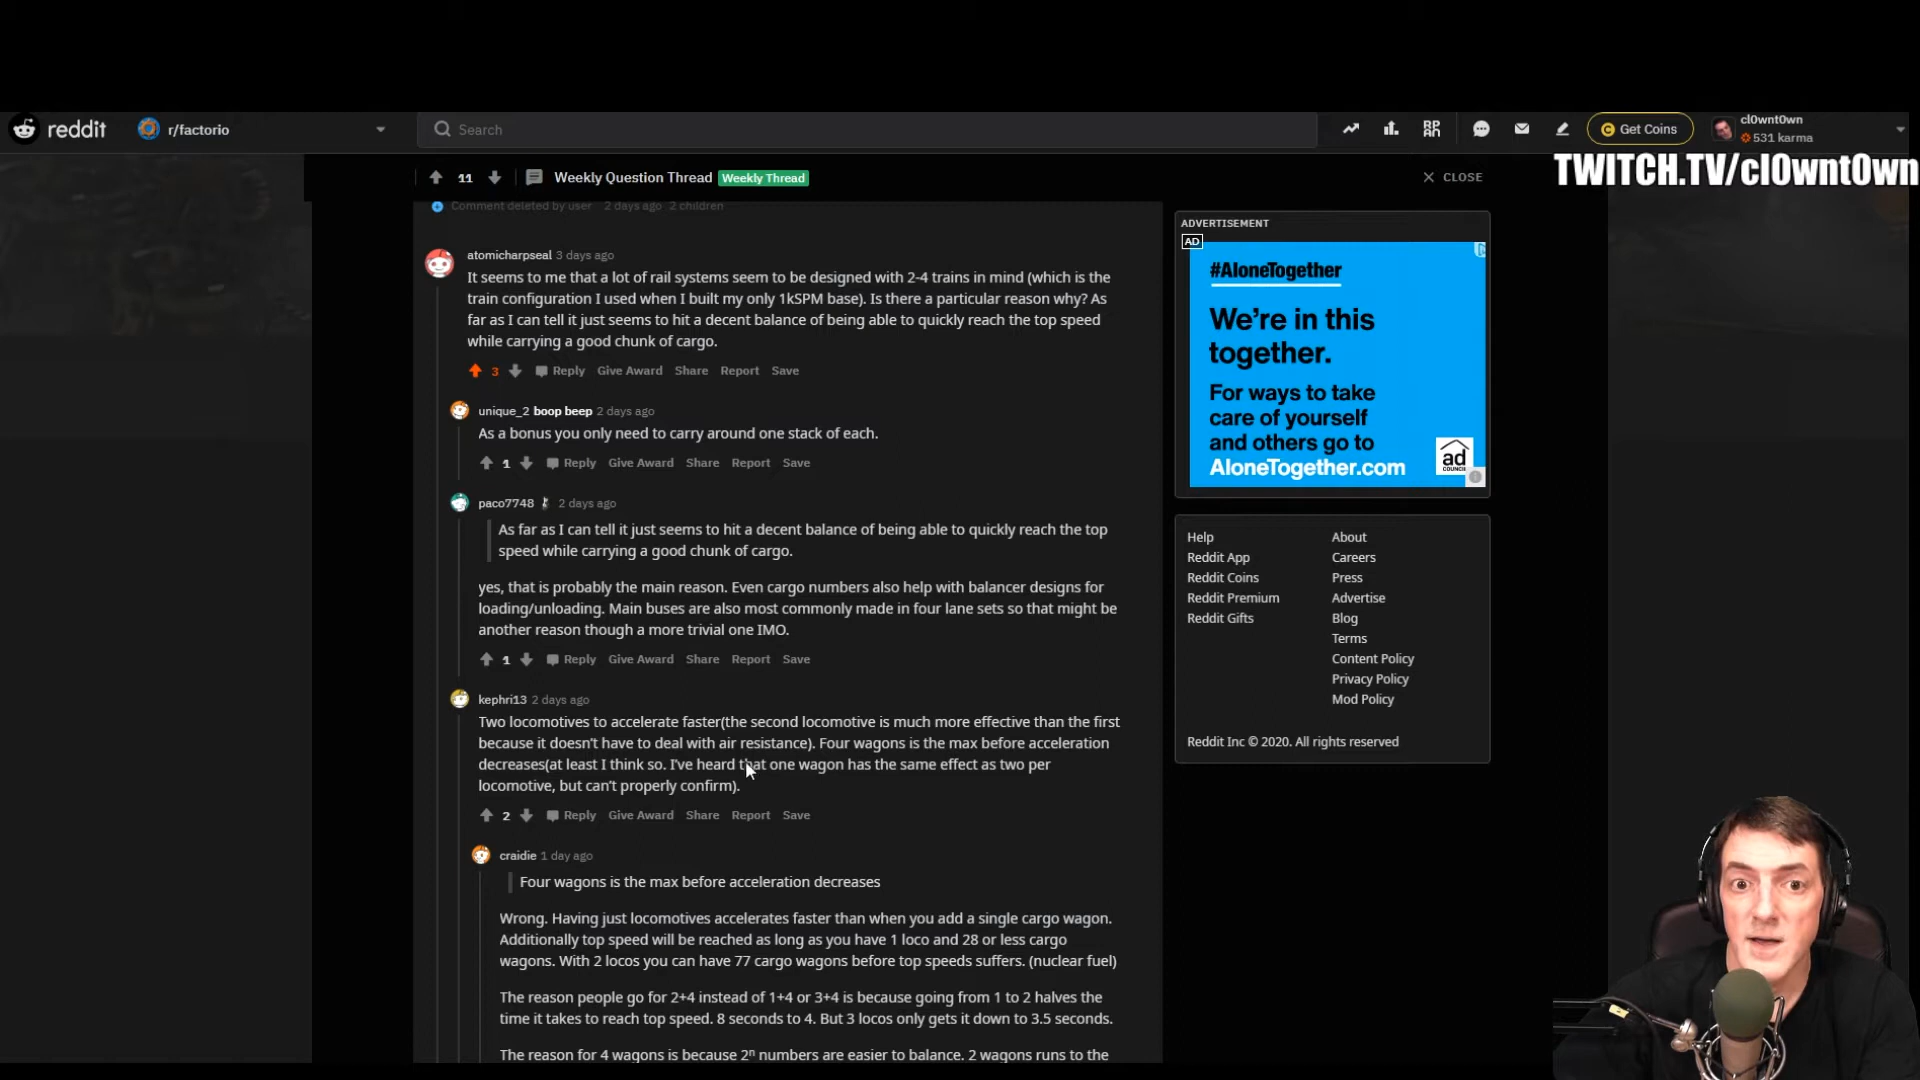 reddit
r/factorio
Search
Get Coins
cl0wnt0wn
531 karma
TWITCH.TV/cl0wnt0wn
11
Weekly Question Thread
Weekly Thread
CLOSE
Comment deleted by user 2 days ago 2 children
atomicharpseal 3 days ago
It seems to me that a lot of rail systems seem to be designed with 2-4 trains in mind (which is the
train configuration I used when I built my only 1kSPM base). Is there a particular reason why? As
far as I can tell it just seems to hit a decent balance of being able to quickly reach the top speed
while carrying a good chunk of cargo.
3 Reply Give Award Share Report Save
unique_2 boop beep 2 days ago
As a bonus you only need to carry around one stack of each.
1 Reply Give Award Share Report Save
paco7748 2 days ago
As far as I can tell it just seems to hit a decent balance of being able to quickly reach the top
speed while carrying a good chunk of cargo.
yes, that is probably the main reason. Even cargo numbers also help with balancer designs for
loading/unloading. Main buses are also most commonly made in four lane sets so that might be
another reason though a more trivial one IMO.
1 Reply Give Award Share Report Save
kephri13 2 days ago
Two locomotives to accelerate faster(the second locomotive is much more effective than the first
because it doesn't have to deal with air resistance). Four wagons is the max before acceleration
decreases(at least I think so. I've heard that one wagon has the same effect as two per
locomotive, but can't properly confirm).
2 Reply Give Award Share Report Save
craidie 1 day ago
Four wagons is the max before acceleration decreases
Wrong. Having just locomotives accelerates faster than when you add a single cargo wagon.
Additionally top speed will be reached as long as you have 1 loco and 28 or less cargo
wagons. With 2 locos you can have 77 cargo wagons before top speeds suffers. (nuclear fuel)
The reason people go for 2+4 instead of 1+4 or 3+4 is because going from 1 to 2 halves the
time it takes to reach top speed. 8 seconds to 4. But 3 locos only gets it down to 3.5 seconds.
The reason for 4 wagons is because 2ⁿ numbers are easier to balance. 2 wagons runs to the
ADVERTISEMENT
AD
#AloneTogether
We're in this
together.
For ways to take
care of yourself
and others go to
AloneTogether.com
ad
COUNCIL
Help
About
Reddit App
Careers
Reddit Coins
Press
Reddit Premium
Advertise
Reddit Gifts
Blog
Terms
Content Policy
Privacy Policy
Mod Policy
Reddit Inc © 2020. All rights reserved